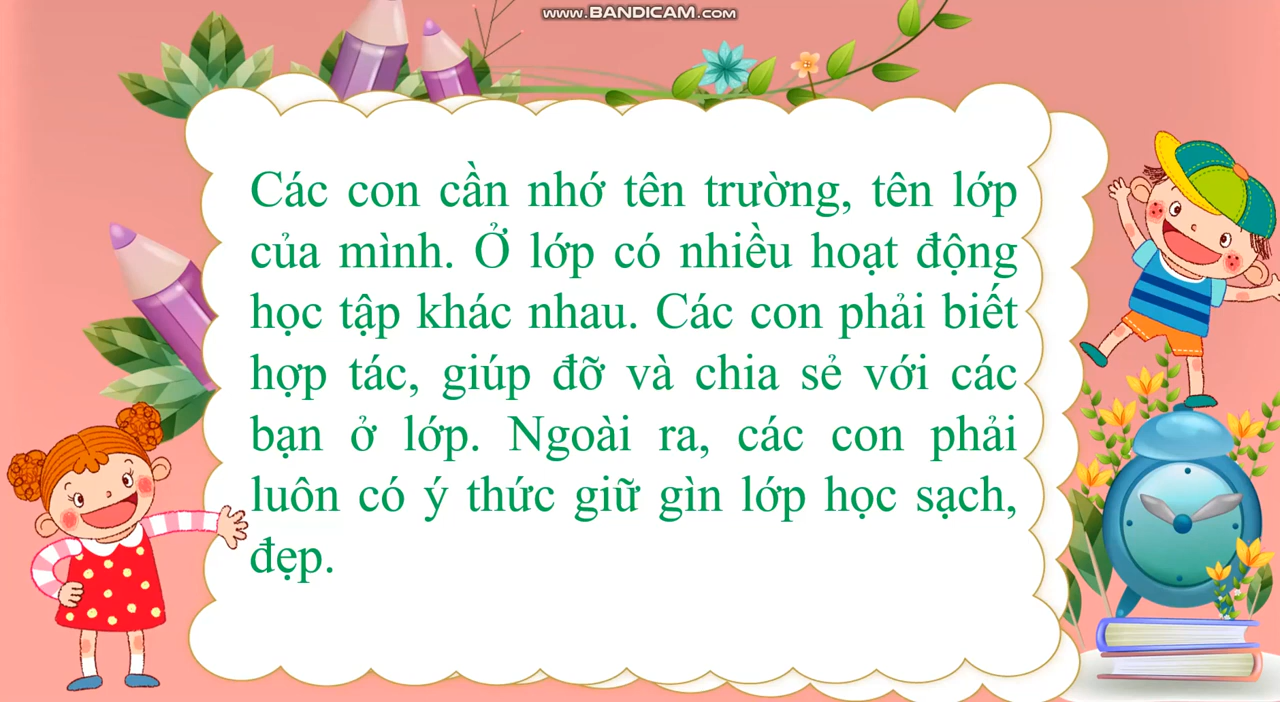 www.BANDICAM.com
Các con cần nhớ tên trường, tên lớp
của mình. Ở lớp có nhiều hoạt động
học tập khác nhau. Các con phải biết
hợp tác, giúp đỡ và chia sẻ với các
bạn ở lớp. Ngoài ra, các con phải
luôn có ý thức giữ gìn lớp học sạch,
đẹp.